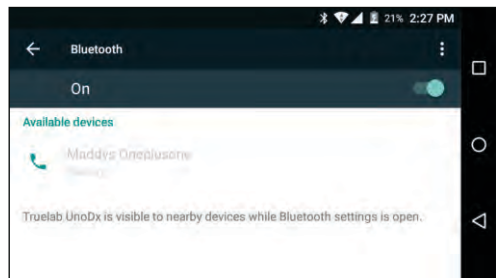 21% 2:27 PM
Bluetooth
On
Available devices
Maddys Oneplusone
Truelab UnoDx is visible to nearby devices while Bluetooth settings is open.